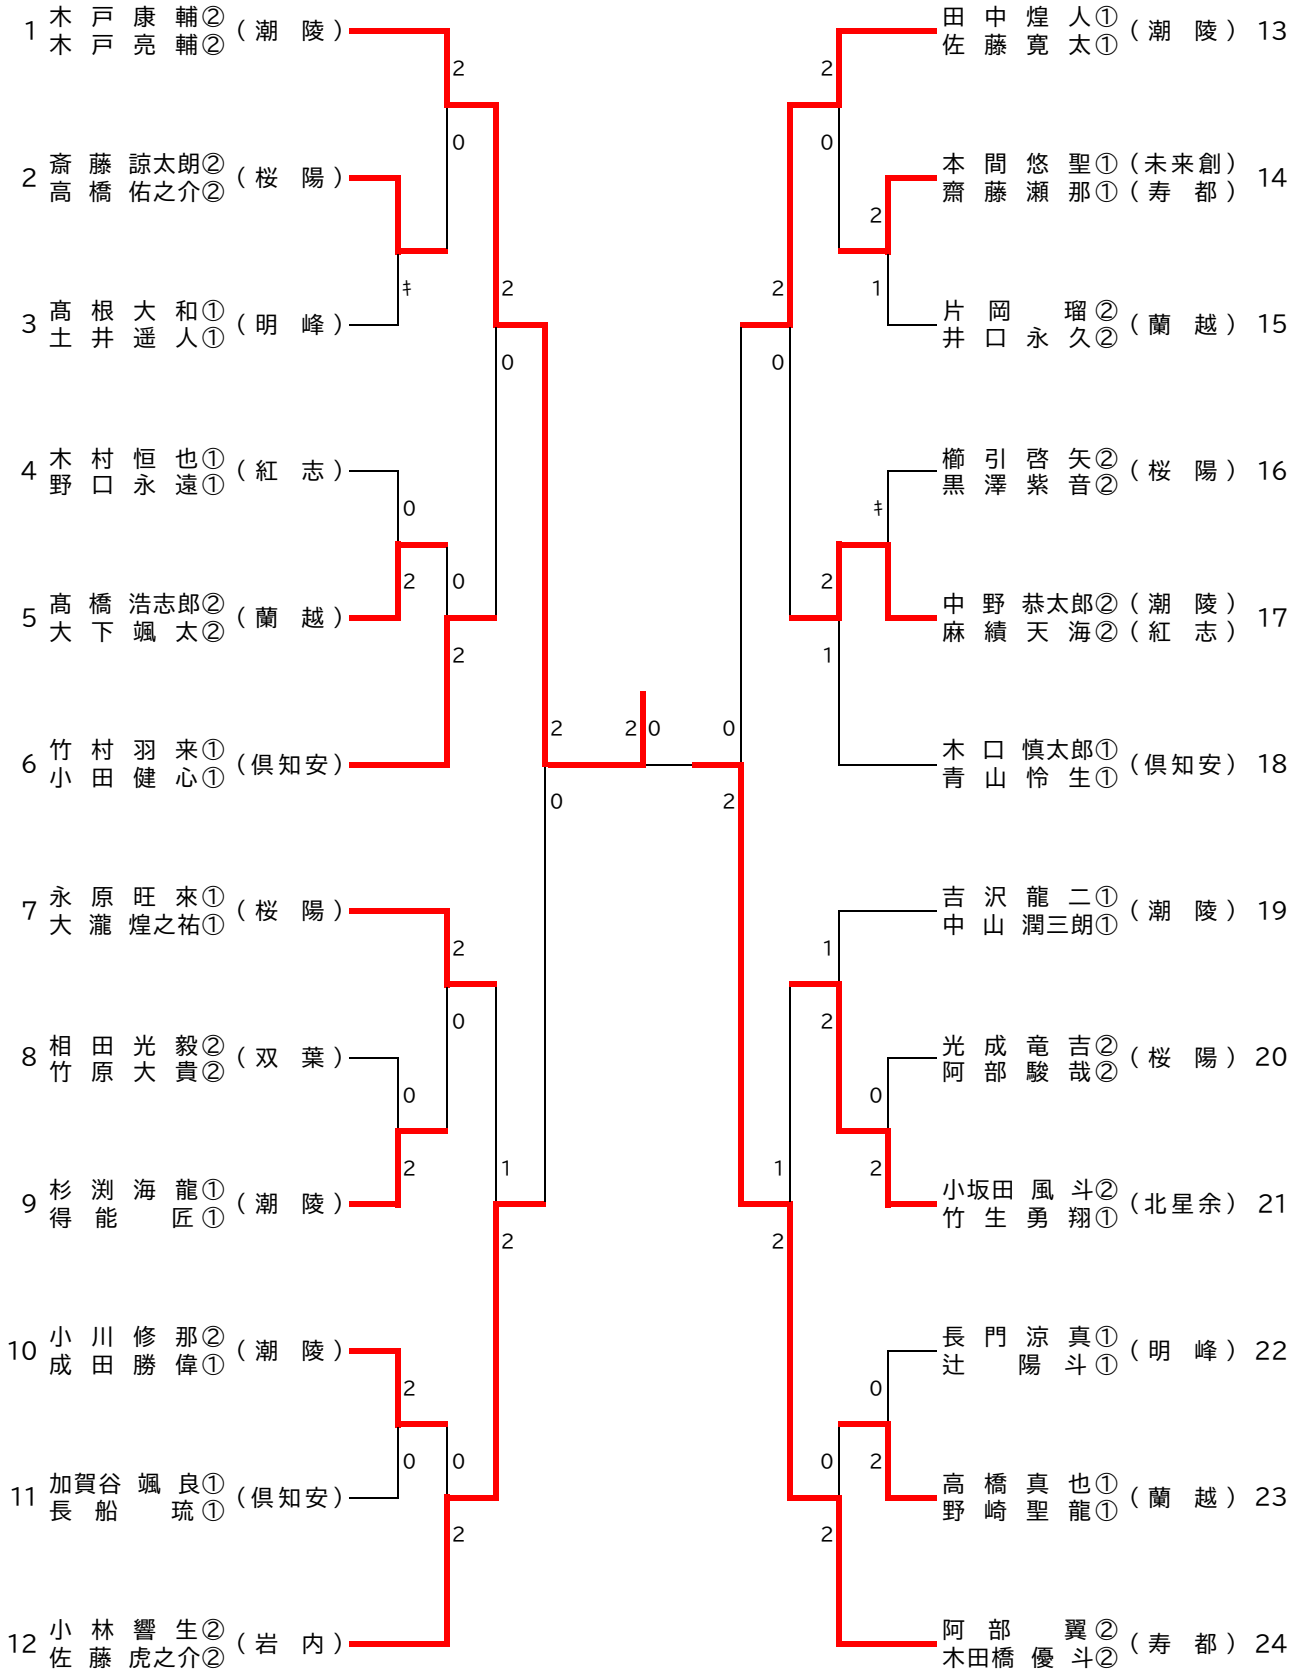 1 木戸康輔② (潮陵)
木戸亮輔②
2 斎藤諒太朗② (桜陽)
高橋佑之介②
3 髙根大和① (明峰)
土井遥人①
4 木村恒也① (紅志)
野口永遠①
5 髙橋浩志郎② (蘭越)
大下颯太②
6 竹村羽来① (倶知安)
小田健心①
7 永原旺來① (桜陽)
大瀧煌之祐①
8 相田光毅② (双葉)
竹原大貴②
9 杉渕海龍① (潮陵)
得能匠①
10 小川修那② (潮陵)
成田勝偉①
11 加賀谷颯良① (倶知安)
長船琉①
12 小林響生② (岩内)
佐藤虎之介②
2
0
ｷ
2
0
0
2
0
2
2
0
0
2
1
2
2
0
0
2
2
0
2 0
0
2
2
0
2
1
2
0
ｷ
2
1
1
2
0
2
1
2
0
2
0
2
田中煌人① (潮陵) 13
佐藤寛太①
本間悠聖① (未来創) 14
齋藤瀬那① (寿都)
片岡瑠② (蘭越) 15
井口永久②
櫛引啓矢② (桜陽) 16
黒澤紫音②
中野恭太郎② (潮陵) 17
麻績天海② (紅志)
木口慎太郎① (倶知安) 18
青山怜生①
吉沢龍二① (潮陵) 19
中山潤三朗①
光成竜吉② (桜陽) 20
阿部駿哉②
小坂田風斗② (北星余) 21
竹生勇翔①
長門涼真① (明峰) 22
辻陽斗①
高橋真也① (蘭越) 23
野崎聖龍①
阿部翼② (寿都) 24
木田橋優斗②